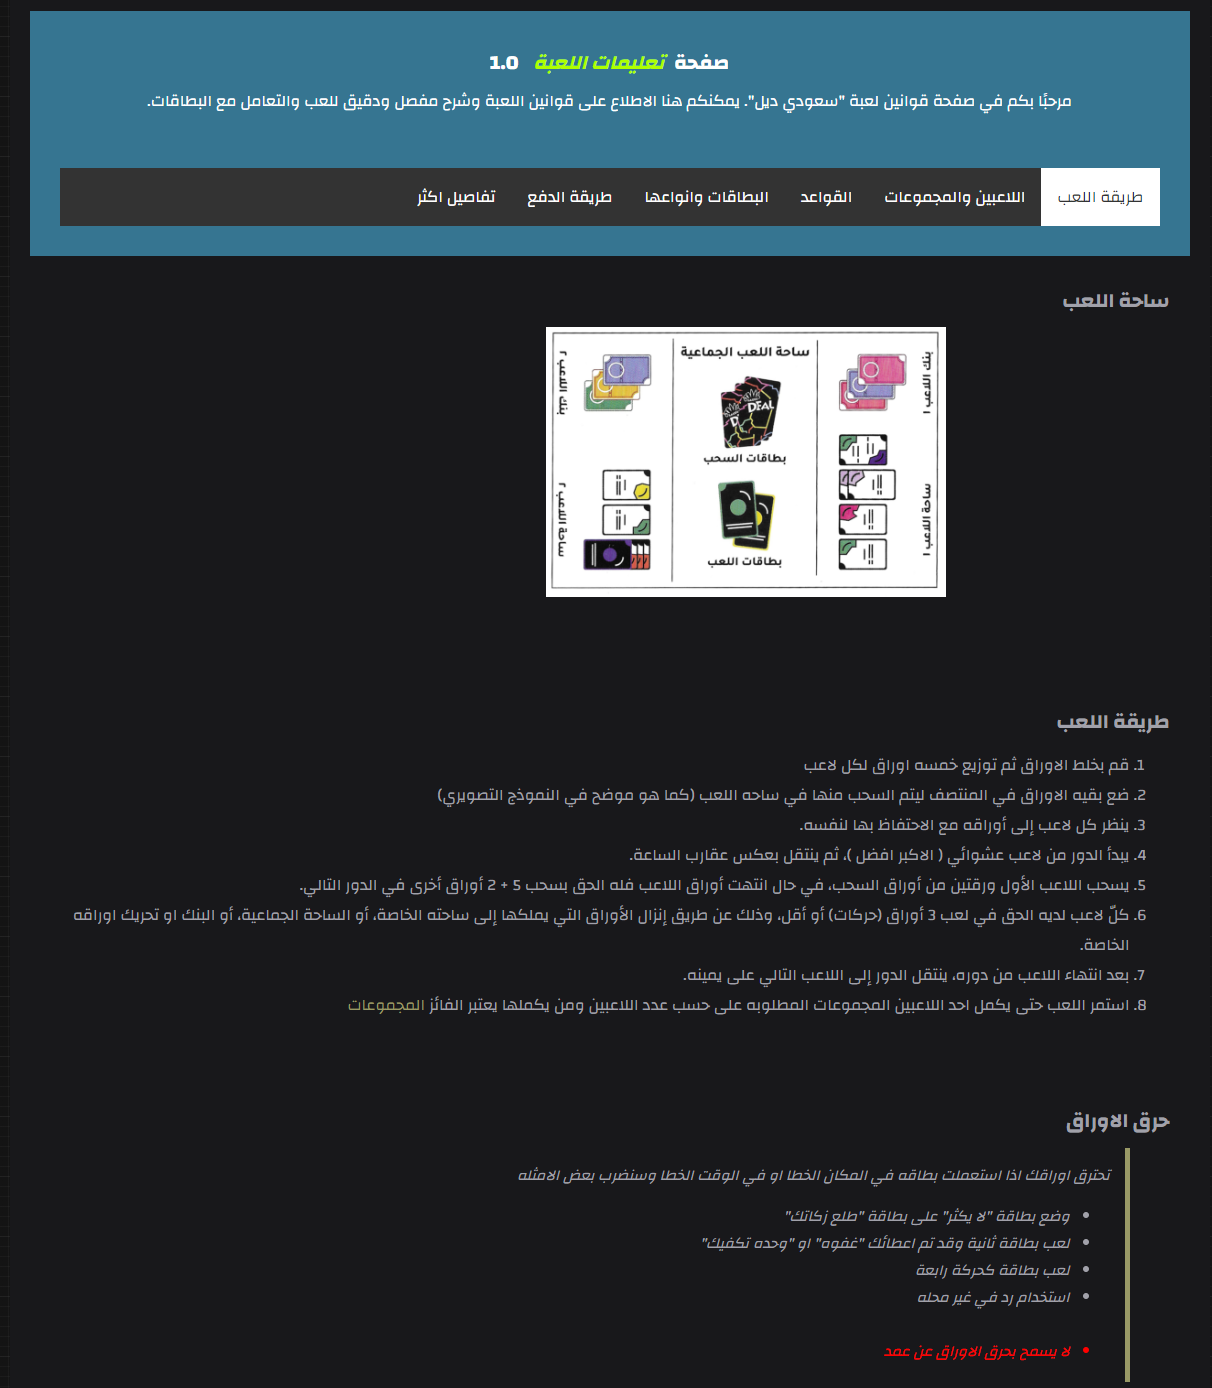 صفحة تعليمات اللعبة 1.0
مرحبًا بكم في صفحة قوانين لعبة "سعودي ديل". يمكنكم هنا الاطلاع على قوانين اللعبة وشرح مفصل ودقيق للعب والتعامل مع البطاقات.
طريقة اللعب
اللاعبين والمجموعات
القواعد
البطاقات وانواعها
طريقة الدفع
تفاصيل اكثر
ساحة اللعب
بنك اللاعب ١
ساحة اللعب الجماعية
بنك اللاعب ٢
DEAL
D
بطاقات السحب
ساحة اللاعب ١
ساحة اللاعب ٢
بطاقات اللعب
طريقة اللعب
1. قم بخلط الاوراق ثم توزيع خمسه اوراق لكل لاعب
2. ضع بقيه الاوراق في المنتصف ليتم السحب منها في ساحه اللعب (كما هو موضح في النموذج التصويري)
3. ينظر كل لاعب إلى أوراقه مع الاحتفاظ بها لنفسه.
4. يبدأ الدور من لاعب عشوائي ( الاكبر افضل )، ثم ينتقل بعكس عقارب الساعة.
5. يسحب اللاعب الأول ورقتين من أوراق السحب، في حال انتهت أوراق اللاعب فله الحق بسحب 5 + 2 أوراق أخرى في الدور التالي.
6. كلّ لاعب لديه الحق في لعب 3 أوراق (حركات) أو أقل، وذلك عن طريق إنزال الأوراق التي يملكها إلى ساحته الخاصة، أو الساحة الجماعية، أو البنك او تحريك اوراقه
الخاصة.
7. بعد انتهاء اللاعب من دوره، ينتقل الدور إلى اللاعب التالي على يمينه.
8. استمر اللعب حتى يكمل احد اللاعبين المجموعات المطلوبه على حسب عدد اللاعبين ومن يكملها يعتبر الفائز المجموعات
حرق الاوراق
تحترق اوراقك اذا استعملت بطاقه في المكان الخطا او في الوقت الخطا وسنضرب بعض الامثله
• وضع بطاقة "لا يكثر" على بطاقة "طلع زكاتك"
• لعب بطاقة ثانية وقد تم اعطائك "غفوه" او "وحده تكفيك"
• لعب بطاقة كحركة رابعة
• استخدام رد في غير محله
• لا يسمح بحرق الاوراق عن عمد